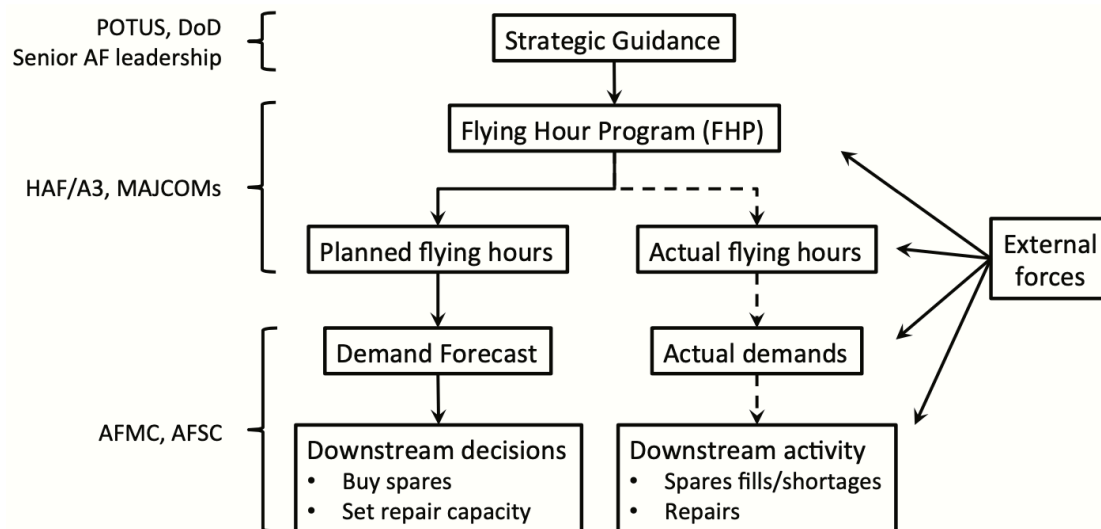 POTUS, DoD
Senior AF leadership
Strategic Guidance
Flying Hour Program (FHP)
HAF/A3, MAJCOMs
Planned flying hours
Actual flying hours
External
forces
Demand Forecast
Actual demands
AFMC, AFSC
Downstream decisions
• Buy spares
• Set repair capacity
Downstream activity
• Spares fills/shortages
• Repairs